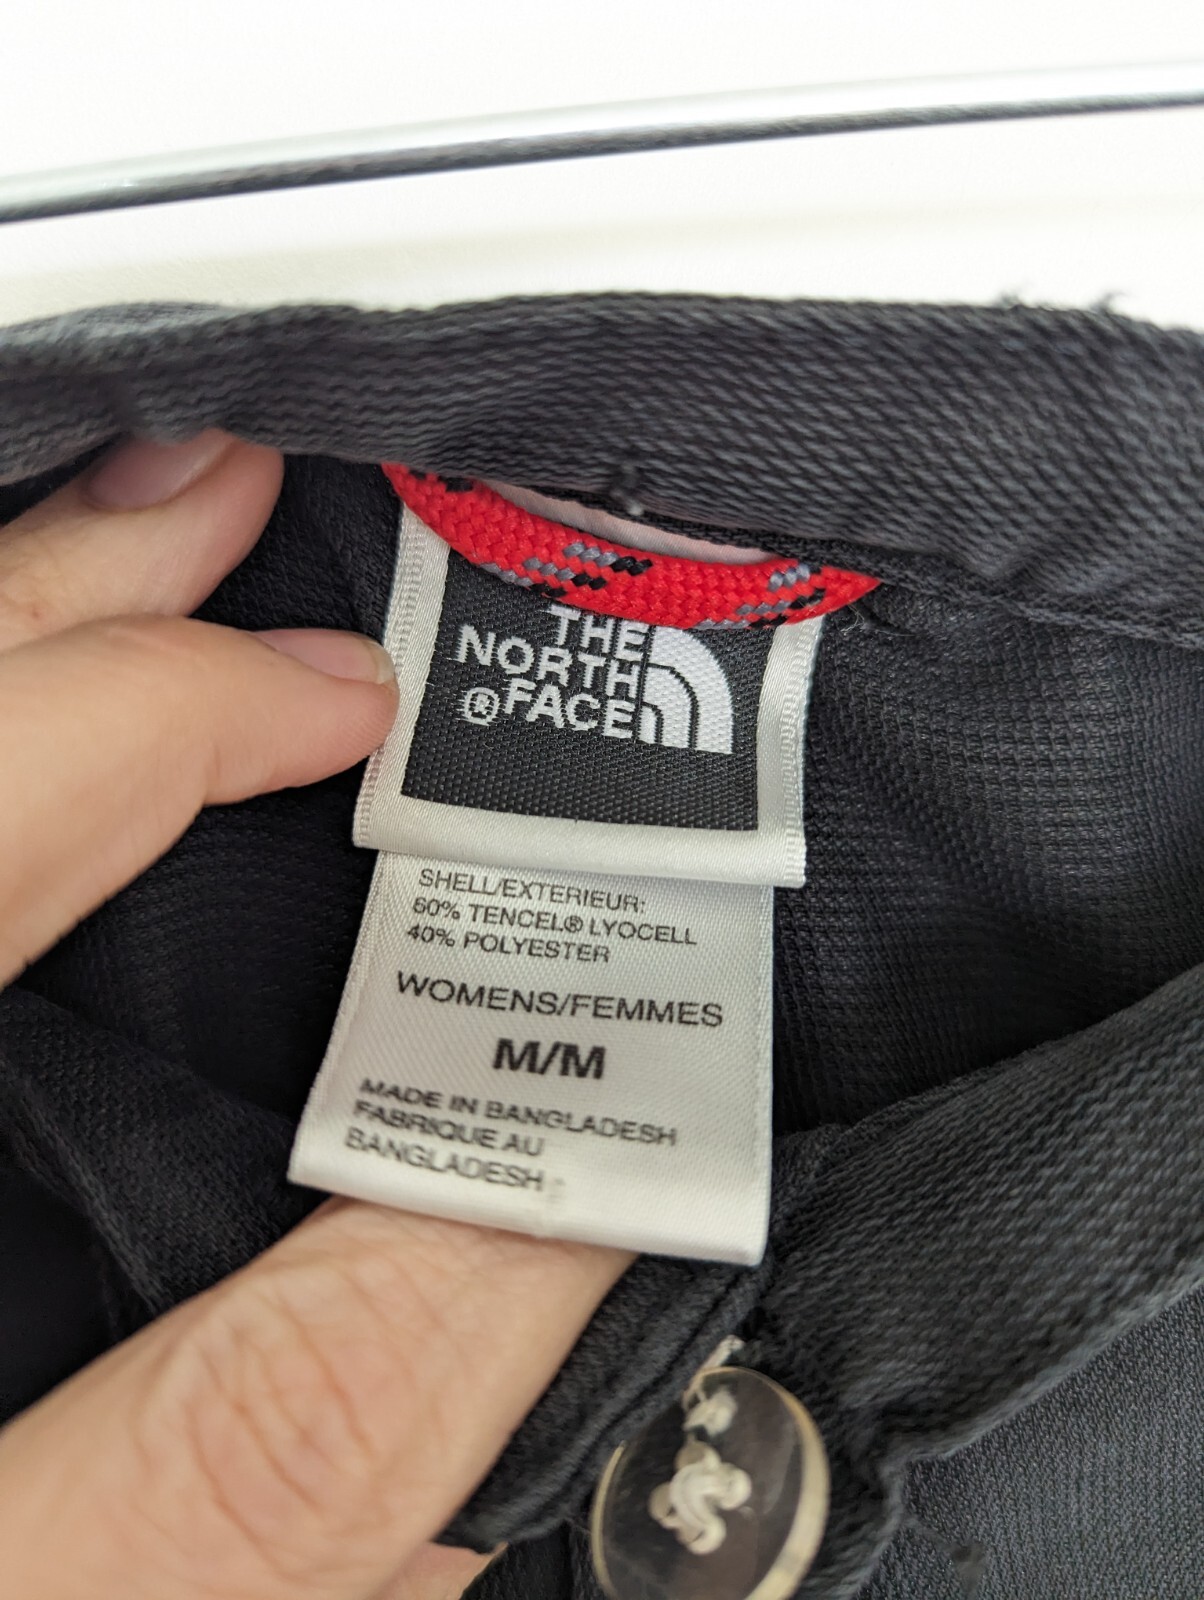 THE
NORTH
®FACE
SHELL/EXTERIEUR:
60% TENCEL® LYOCELL
40% POLYESTER
WOMENS/FEMMES
M/M
MADE IN BANGLADESH
FABRIQUE AU
BANGLADESH